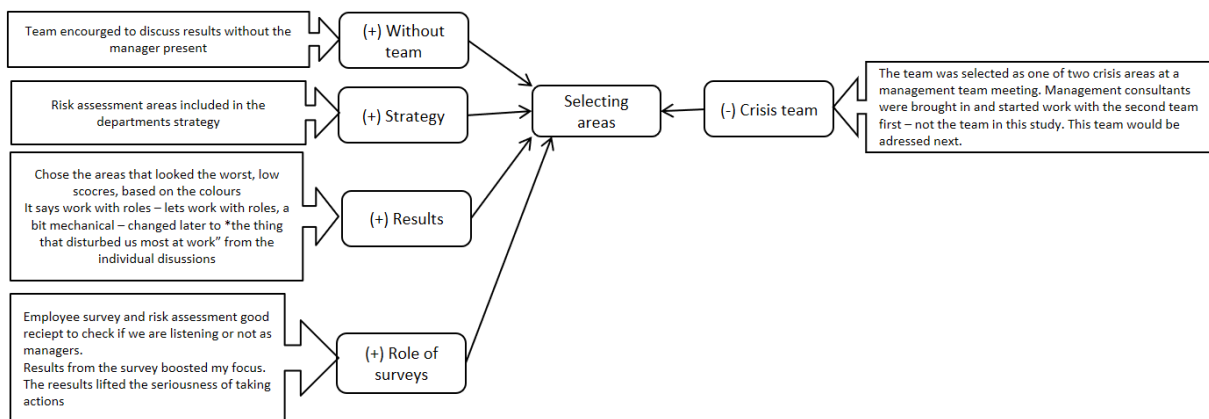 Team encourged to discuss results without the
manager present
(+) Without
team
Risk assessment areas included in the
departments strategy
(+) Strategy
Chose the areas that looked the worst, low
scocres, based on the colours
It says work with roles – lets work with roles, a
bit mechanical – changed later to *the thing
that disturbed us most at work” from the
individual disussions
(+) Results
Employee survey and risk assessment good
reciept to check if we are listening or not as
managers.
Results from the survey boosted my focus.
The reesults lifted the seriousness of taking
actions
(+) Role of
surveys
Selecting
areas
(-) Crisis team
The team was selected as one of two crisis areas at a
management team meeting. Management consultants
were brought in and started work with the second team
first – not the team in this study. This team would be
adressed next.